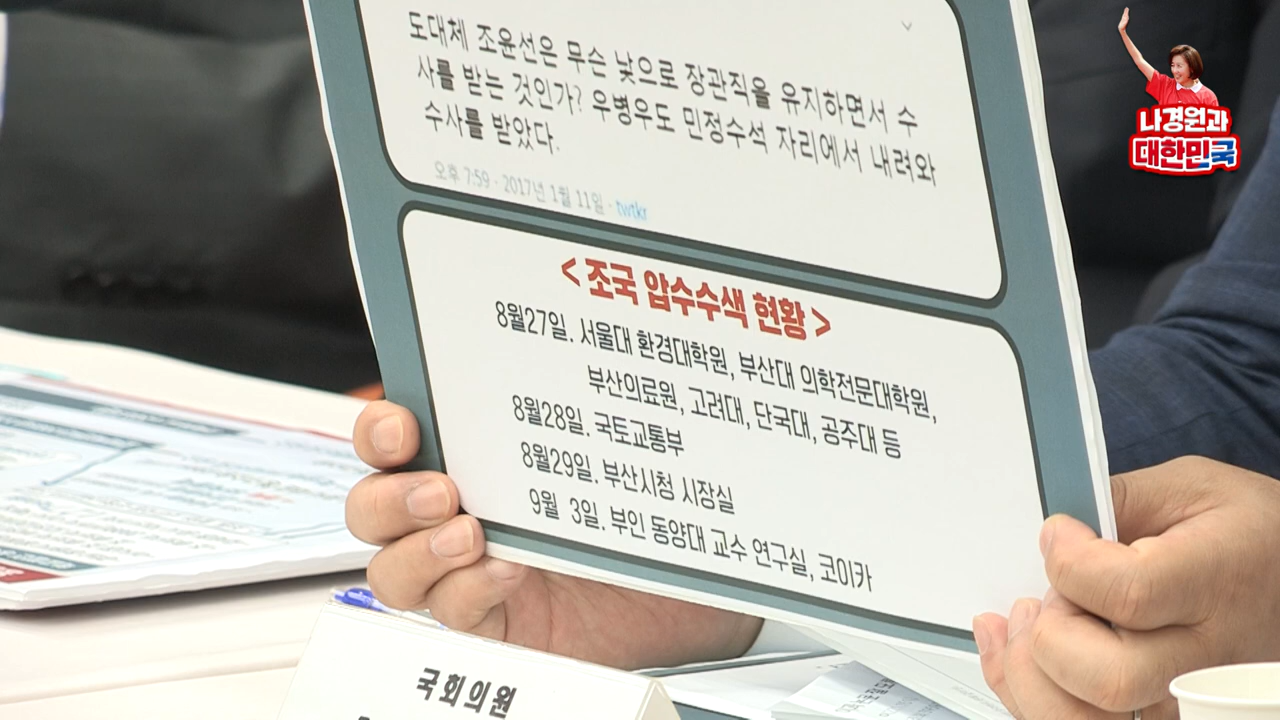 도대체 조윤선은 무슨 낯으로 장관직을 유지하면서 수
사를 받는 것인가? 우병우도 민정수석 자리에서 내려와
수사를 받았다.
오후 7:59 · 2017년 1월 11일 · twtkr
나경원과
대한민국
< 조국 압수수색 현황 >
8월27일. 서울대 환경대학원, 부산대 의학전문대학원,
부산의료원, 고려대, 단국대, 공주대 등
8월28일. 국토교통부
8월29일. 부산시청 시장실
9월 3일. 부인 동양대 교수 연구실, 코이카
국회의원